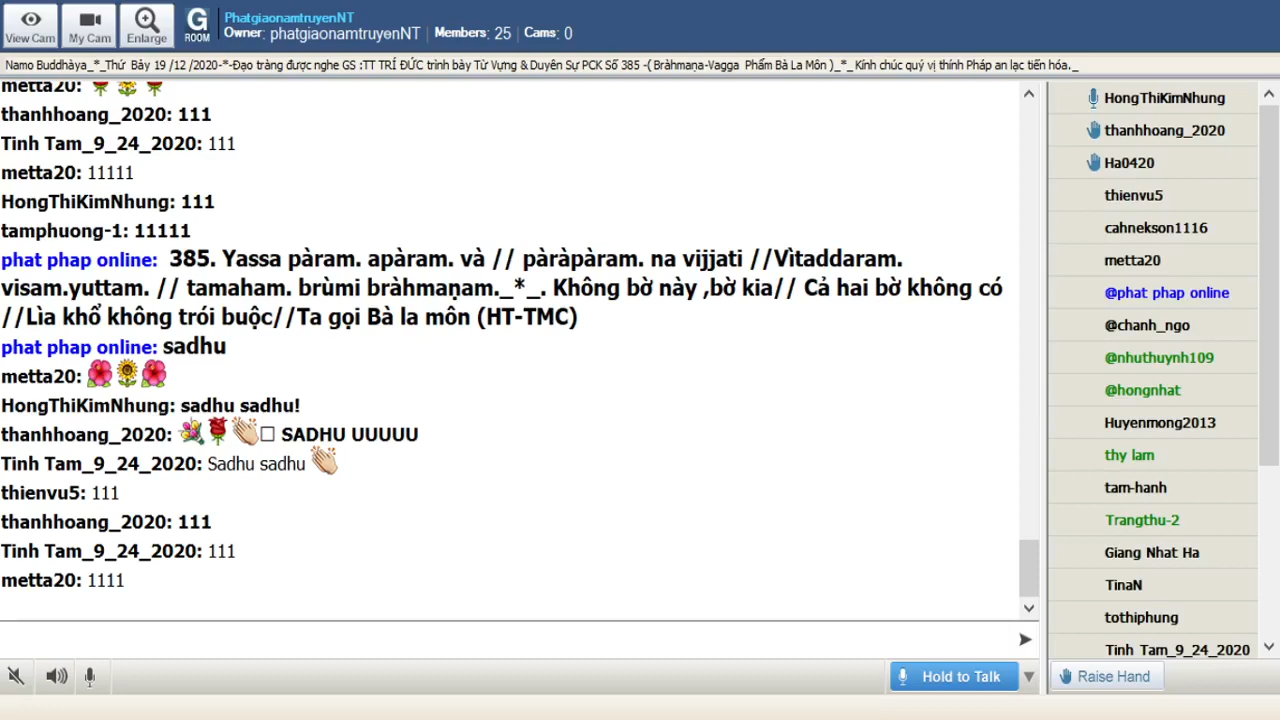 View Cam
My Cam
Enlarge
G
ROOM
PhatgiaonamtruyenNT
Owner: phatgiaonamtruyenNT | Members: 25 | Cams: 0
Namo Buddhàya_*_Thứ Bảy 19 /12 /2020-*-Đạo tràng được nghe GS :TT TRÍ ĐỨC trình bày Từ Vựng & Duyên Sự PCK Số 385 -( Bràhmaṇa-Vagga Phẩm Bà La Môn )_*_Kính chúc quý vị thính Pháp an lạc tiến hóa._
metta20:
thanhhoang_2020: 111
Tinh Tam_9_24_2020: 111
metta20: 11111
HongThiKimNhung: 111
tamphuong-1: 11111
phat phap online: 385. Yassa pàram. apàram. và // pàràpàram. na vijjati //Vìtaddaram.
visam.yuttam. // tamaham. brùmi bràhmaṇam._*_. Không bờ này ,bờ kia// Cả hai bờ không có
//Lìa khổ không trói buộc//Ta gọi Bà la môn (HT-TMC)
phat phap online: sadhu
metta20:
HongThiKimNhung: sadhu sadhu!
thanhhoang_2020: SADHU UUUUU
Tinh Tam_9_24_2020: Sadhu sadhu
thienvu5: 111
thanhhoang_2020: 111
Tinh Tam_9_24_2020: 111
metta20: 1111
Hold to Talk
HongThiKimNhung
thanhhoang_2020
Ha0420
thienvu5
cahnekson1116
metta20
@phat phap online
@chanh_ngo
@nhuthuynh109
@hongnhat
Huyenmong2013
thy lam
tam-hanh
Trangthu-2
Giang Nhat Ha
TinaN
tothiphung
Tinh Tam_9_24_2020
Raise Hand